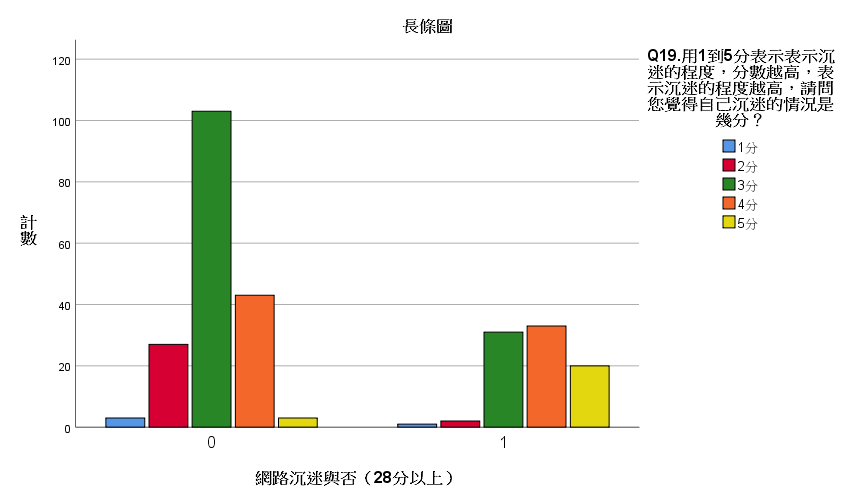 長條圖
Q19.用1到5分表示表示沉
迷的程度，分數越高，表
示沉迷的程度越高，請問
您覺得自己沉迷的情況是
幾分？
1分
2分
3分
4分
5分
計數
120
100
80
60
40
20
0
0
1
網路沉迷與否（28分以上）